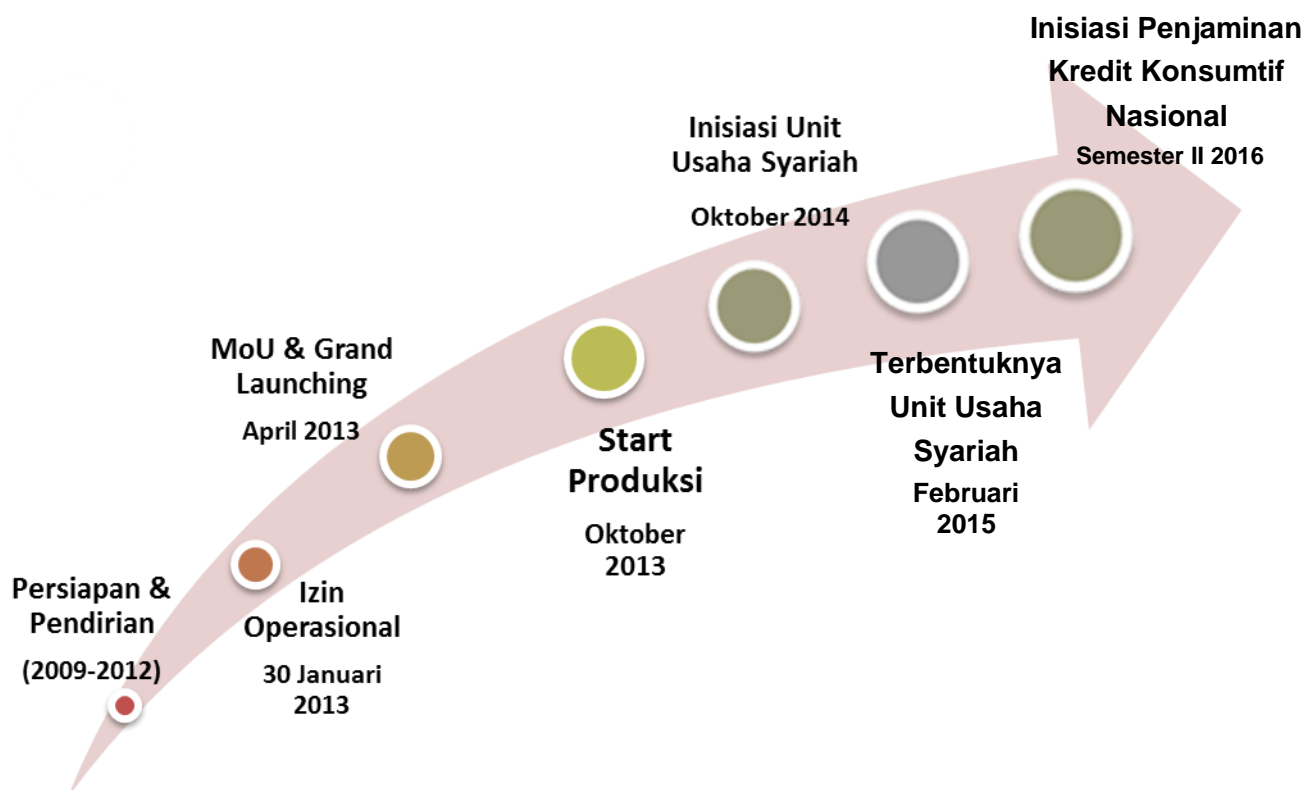 Persiapan &
Pendirian
(2009-2012)
Izin
Operasional
30 Januari
2013
MoU & Grand
Launching
April 2013
Start
Produksi
Oktober
2013
Inisiasi Unit
Usaha Syariah
Oktober 2014
Terbentuknya
Unit Usaha
Syariah
Februari
2015
Inisiasi Penjaminan
Kredit Konsumtif
Nasional
Semester II 2016